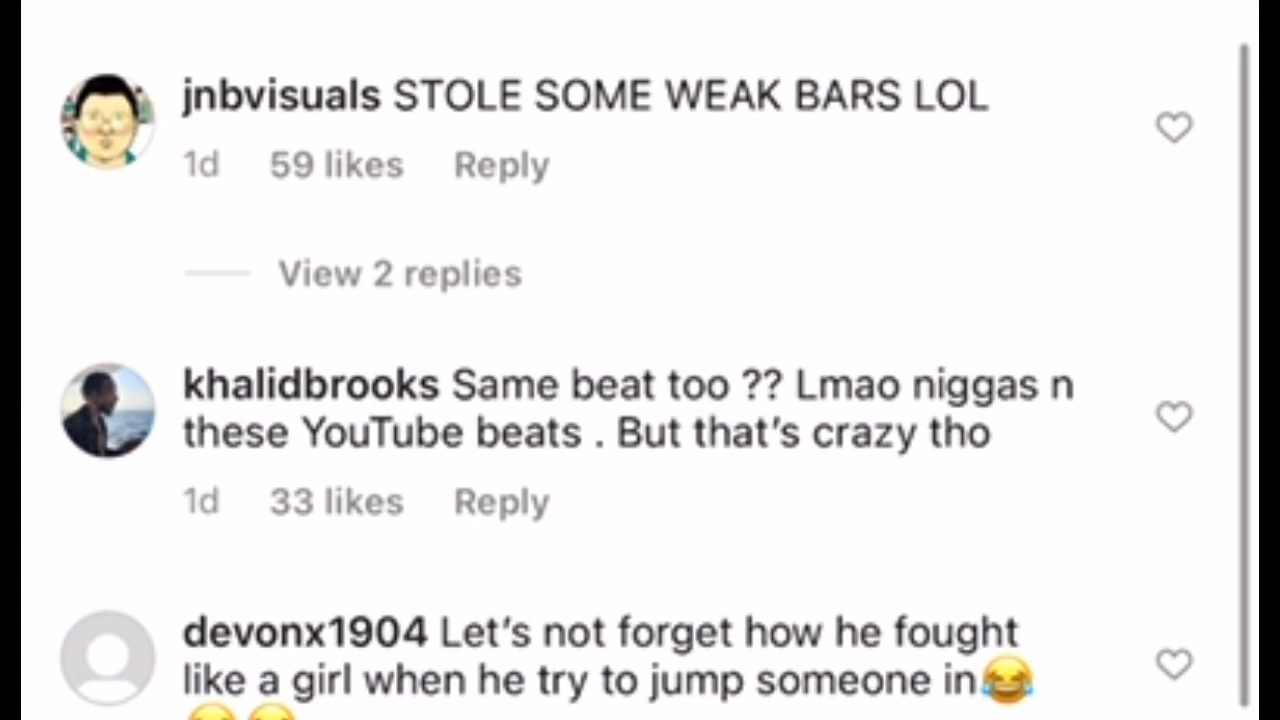 jnbvisuals STOLE SOME WEAK BARS LOL
1d 59 likes Reply
View 2 replies
khalidbrooks Same beat too ?? Lmao niggas n
these YouTube beats . But that's crazy tho
1d 33 likes Reply
devonx1904 Let's not forget how he fought
like a girl when he try to jump someone in😂
😂😂